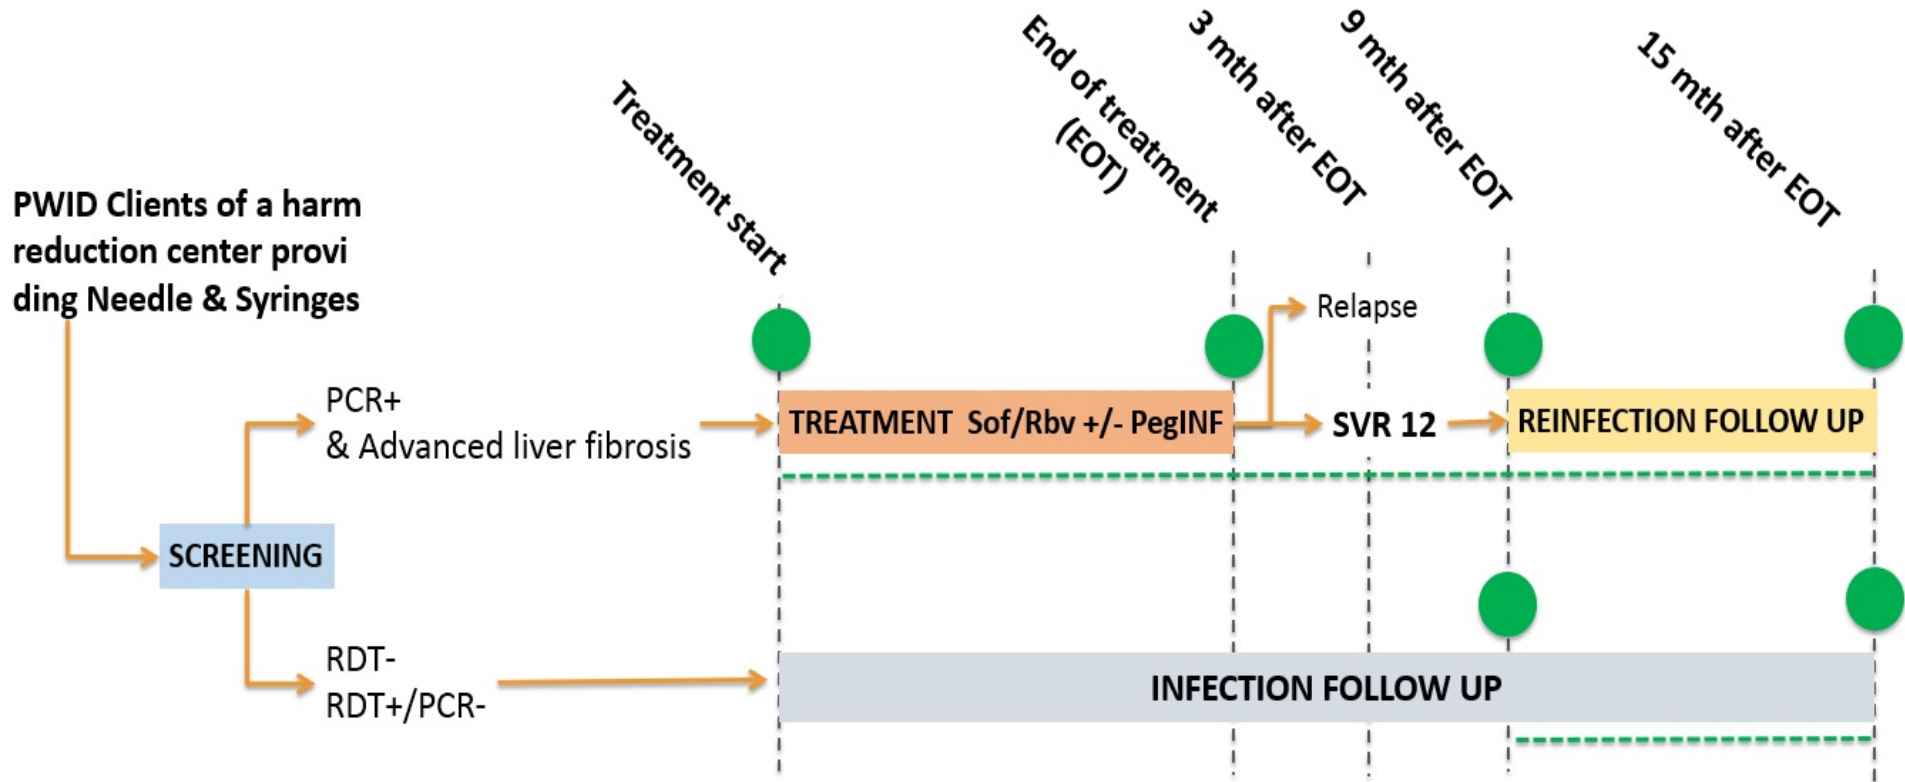 Treatment start
End of treatment
(EOT)
3 mth after EOT
9 mth after EOT
15 mth after EOT
PWID Clients of a harm
reduction center provi
ding Needle & Syringes
Relapse
PCR+
& Advanced liver fibrosis
TREATMENT Sof/Rbv +/- PegINF
SVR 12
REINFECTION FOLLOW UP
SCREENING
RDT-
RDT+/PCR-
INFECTION FOLLOW UP